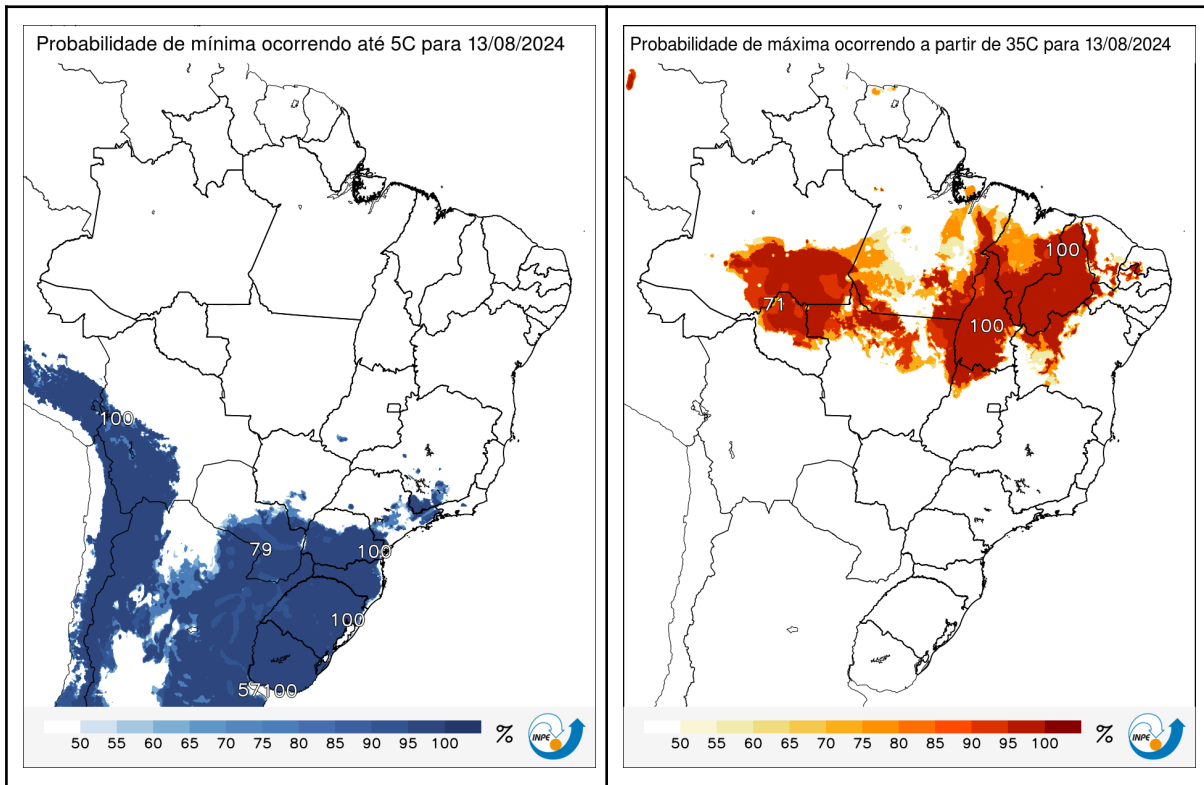 Probabilidade de mínima ocorrendo até 5C para 13/08/2024
100
79
100
100
57100
50 55 60 65 70 75 80 85 90 95 100 %
INPE
Probabilidade de máxima ocorrendo a partir de 35C para 13/08/2024
100
71
100
50 55 60 65 70 75 80 85 90 95 100 %
INPE